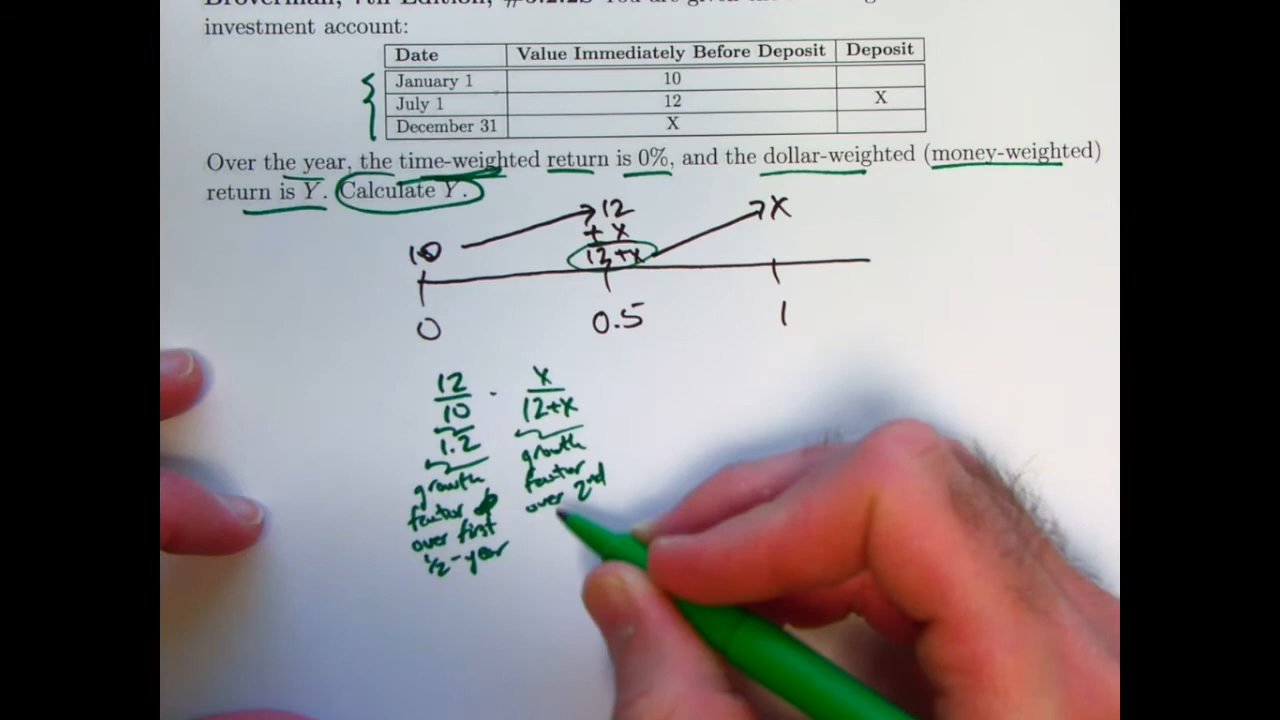 investment account:
Date Value Immediately Before Deposit Deposit
January 1 10
July 1 12 X
December 31 X
Over the year, the time-weighted return is 0%, and the dollar-weighted (money-weighted)
return is Y. Calculate Y.
10 → 12 → X
+ X
12+X
0 0.5 1
12/10 · X/(12+X)
1.2
growth
factor
over first
1/2-year
growth
factor
over 2nd